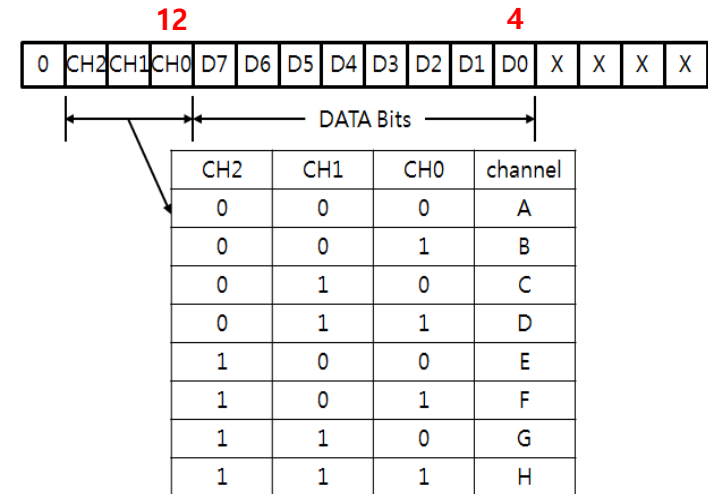 12 4
0 CH2 CH1 CH0 D7 D6 D5 D4 D3 D2 D1 D0 X X X X
DATA Bits
CH2 CH1 CH0 channel
0 0 0 A
0 0 1 B
0 1 0 C
0 1 1 D
1 0 0 E
1 0 1 F
1 1 0 G
1 1 1 H